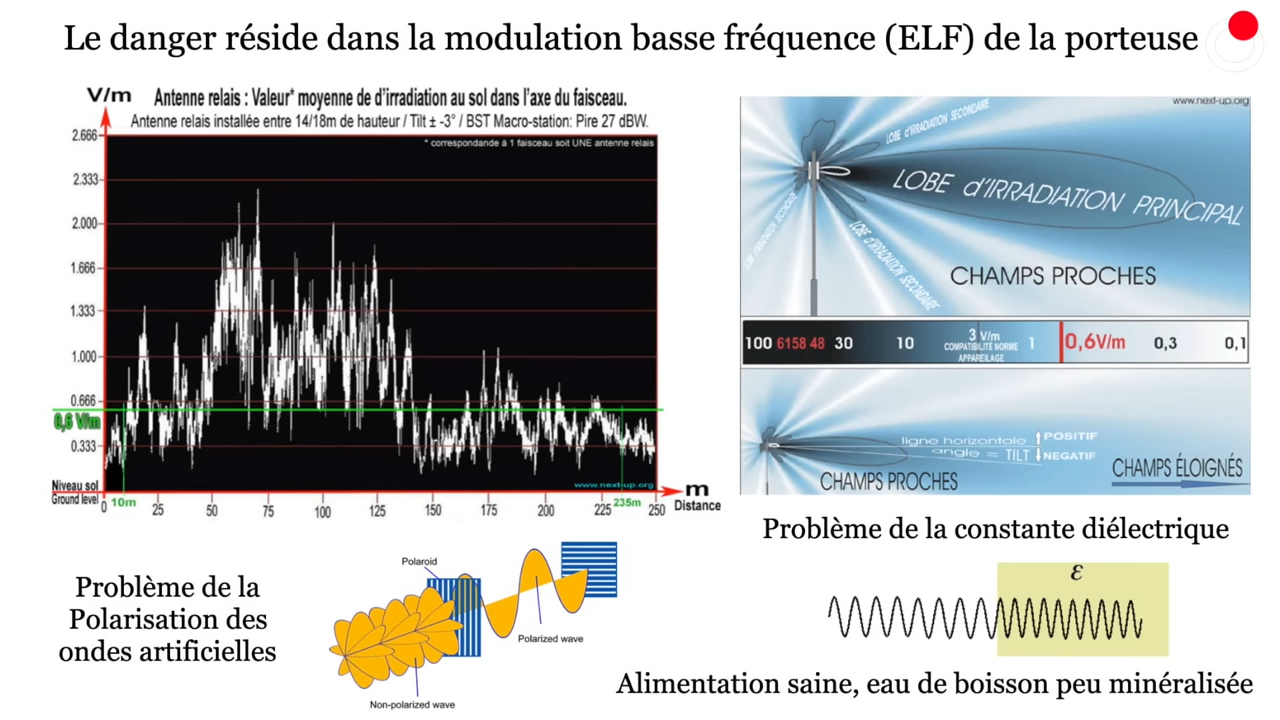 Le danger réside dans la modulation basse fréquence (ELF) de la porteuse
V/m
Antenne relais : Valeur* moyenne de d'irradiation au sol dans l'axe du faisceau.
Antenne relais installée entre 14/18m de hauteur / Tilt ± -3° / BST Macro-station: Pire 27 dBW.
* correspondande à 1 faisceau soit UNE antenne relais
2.666
2.333
2.000
1.666
1.333
1.000
0.666
0,6 V/m
0.333
Niveau sol
Ground level
www.next-up.org
0
10m
25
50
75
100
125
150
175
200
225
235m
250
m
Distance
www.next-up.org
LOBE d'IRRADIATION SECONDAIRE
LOBE d'IRRADIATION PRINCIPAL
LOBE d'IRRADIATION SECONDAIRE
LOBE d'IRRADIATION SECONDAIRE
CHAMPS PROCHES
100 6158 48 30 10 3 V/m 1 0,6V/m 0,3 0,1
COMPATIBILITE NORME
APPAREILAGE
ligne horizontale POSITIF
angle = TILT NEGATIF
CHAMPS PROCHES
CHAMPS ÉLOIGNÉS
Problème de la constante diélectrique
ε
Problème de la
Polarisation des
ondes artificielles
Polaroid
Polarized wave
Non-polarized wave
Alimentation saine, eau de boisson peu minéralisée